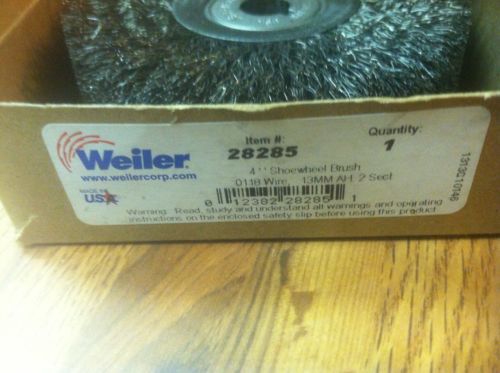 Weiler
www.weilercorp.com
MADE IN
USA
Item #:
28285
Quantity:
1
4" Shoewheel Brush
.0118 Wire, 13MM AH, 2 Sect
0 12382 28285 1
Warning: Read, study and understand all warnings and operating
instructions on the enclosed safety slip before using this product.